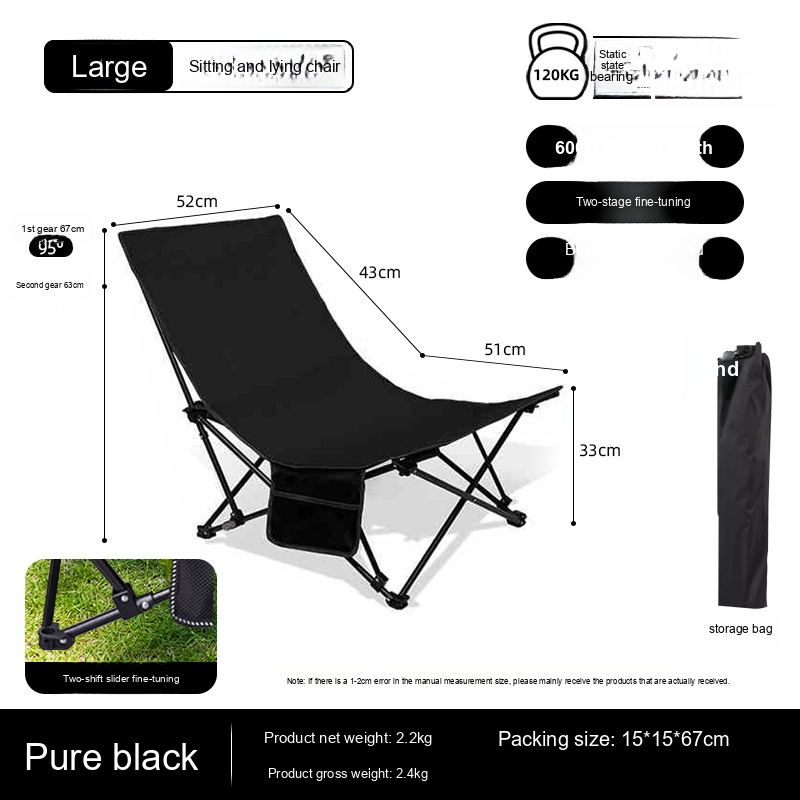 Large
Sitting and lying chair
120KG
Static
state
bearing
Two-stage fine-tuning
52cm
1st gear 67cm
95°
Second gear 63cm
43cm
51cm
33cm
storage bag
Two-shift slider fine-tuning
Note: If there is a 1-2cm error in the manual measurement size, please mainly receive the products that are actually received.
Pure black
Product net weight: 2.2kg
Packing size: 15*15*67cm
Product gross weight: 2.4kg